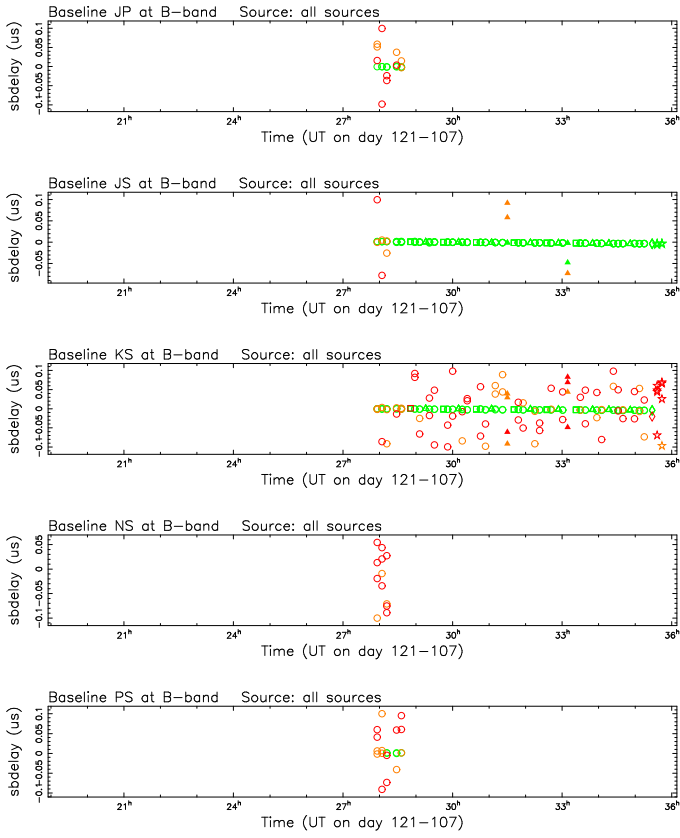 Baseline JP at B-band Source: all sources
sbdelay (us)
-0.1 -0.05 0 0.05 0.1
21h 24h 27h 30h 33h 36h
Time (UT on day 121-107)
Baseline JS at B-band Source: all sources
sbdelay (us)
-0.05 0 0.05 0.1
21h 24h 27h 30h 33h 36h
Time (UT on day 121-107)
Baseline KS at B-band Source: all sources
sbdelay (us)
-0.1 -0.05 0 0.05 0.1
21h 24h 27h 30h 33h 36h
Time (UT on day 121-107)
Baseline NS at B-band Source: all sources
sbdelay (us)
-0.1 -0.05 0 0.05
21h 24h 27h 30h 33h 36h
Time (UT on day 121-107)
Baseline PS at B-band Source: all sources
sbdelay (us)
-0.1 -0.05 0 0.05 0.1
21h 24h 27h 30h 33h 36h
Time (UT on day 121-107)